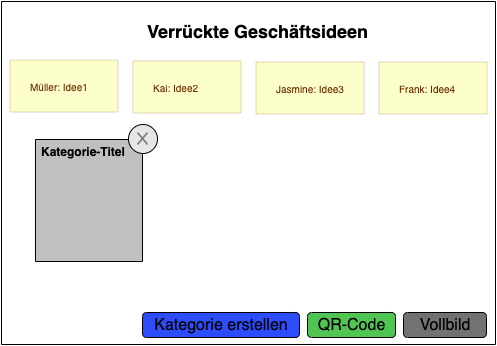 Verrückte Geschäftsideen
Müller: Idee1
Kai: Idee2
Jasmine: Idee3
Frank: Idee4
X
Kategorie-Titel
Kategorie erstellen
QR-Code
Vollbild